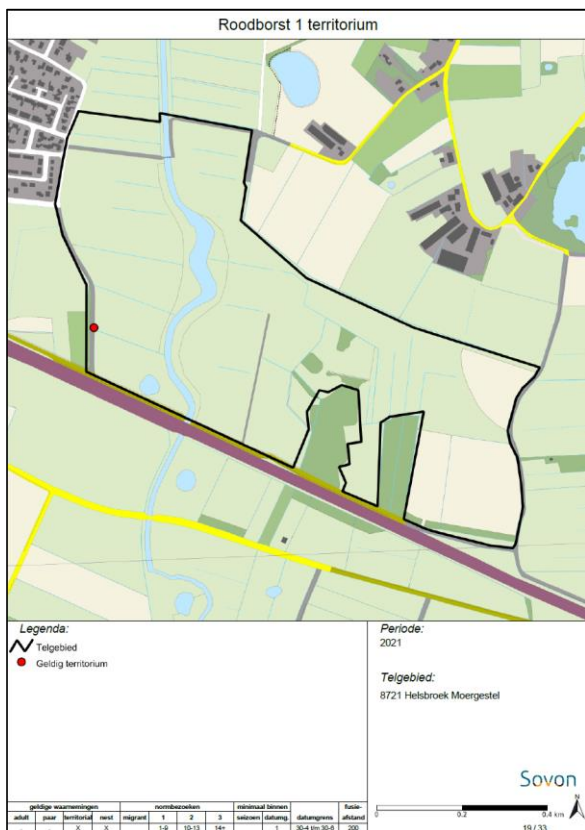 Roodborst 1 territorium
Legenda:
Telgebied
Geldig territorium
Periode:
2021
Telgebied:
8721 Helsbroek Moergestel
Sovon
0 0.2 0.4 km
N
19 / 33
geldige waarnemingen normbezoeken minimaal binnen fusie-
adult paar territoriaal nest migrant 1 2 3 seizoen datumg. datumgrens afstand
. . X X . 1-9 10-13 14+ . 1 30-4 t/m 30-6 200